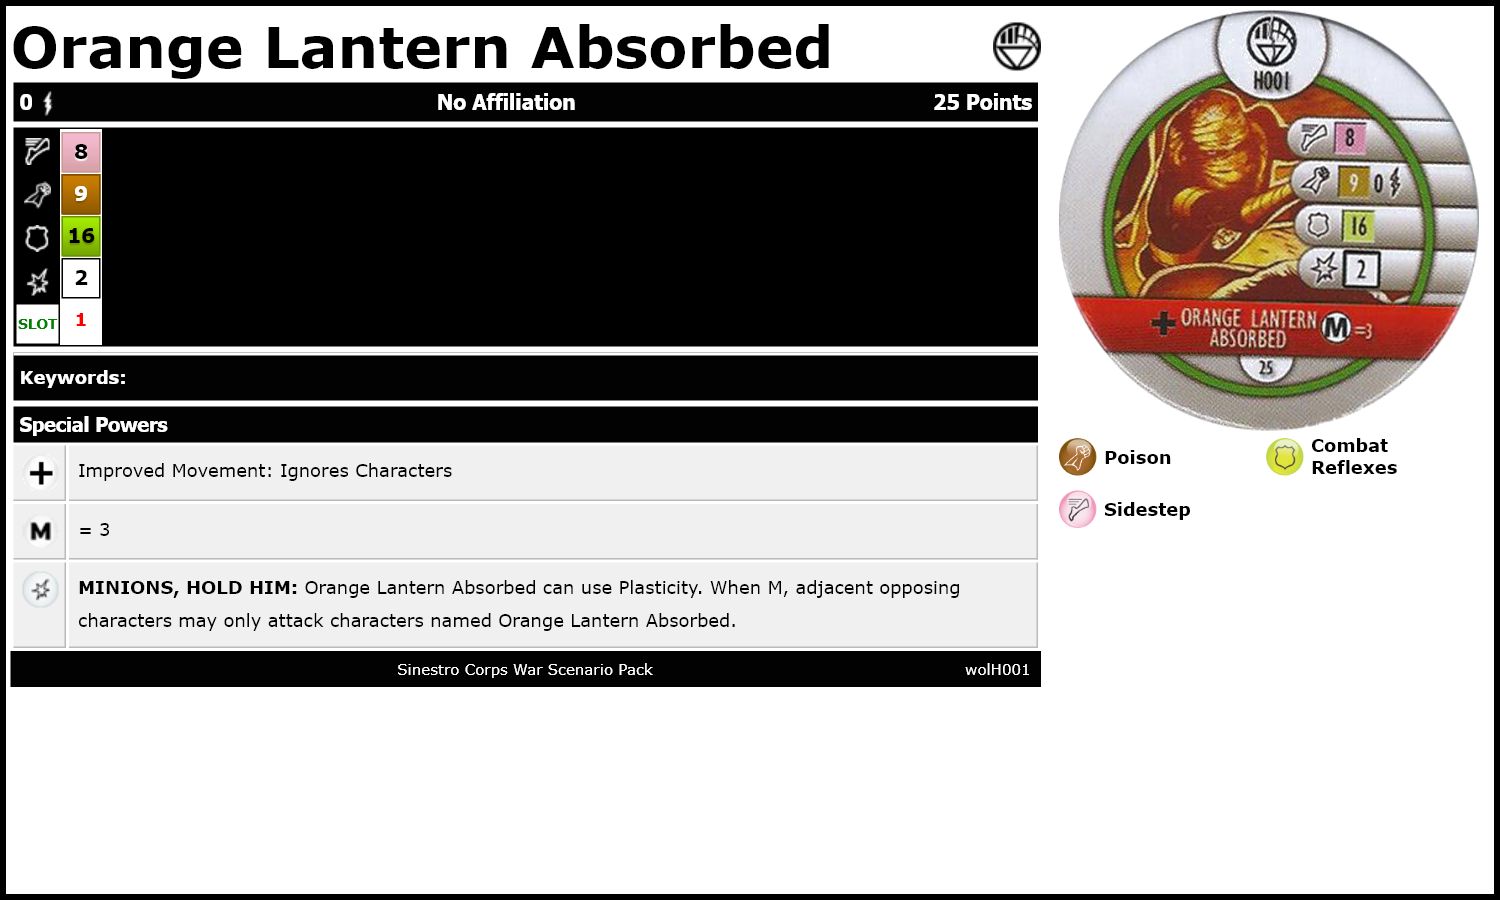 Orange Lantern Absorbed
0 No Affiliation 25 Points
8
9
16
2
SLOT 1
Keywords:
Special Powers
Improved Movement: Ignores Characters
M = 3
MINIONS, HOLD HIM: Orange Lantern Absorbed can use Plasticity. When M, adjacent opposing
characters may only attack characters named Orange Lantern Absorbed.
Sinestro Corps War Scenario Pack wolH001
H001
8
9 0
16
2
ORANGE LANTERN M =3
ABSORBED
25
Poison
Combat
Reflexes
Sidestep